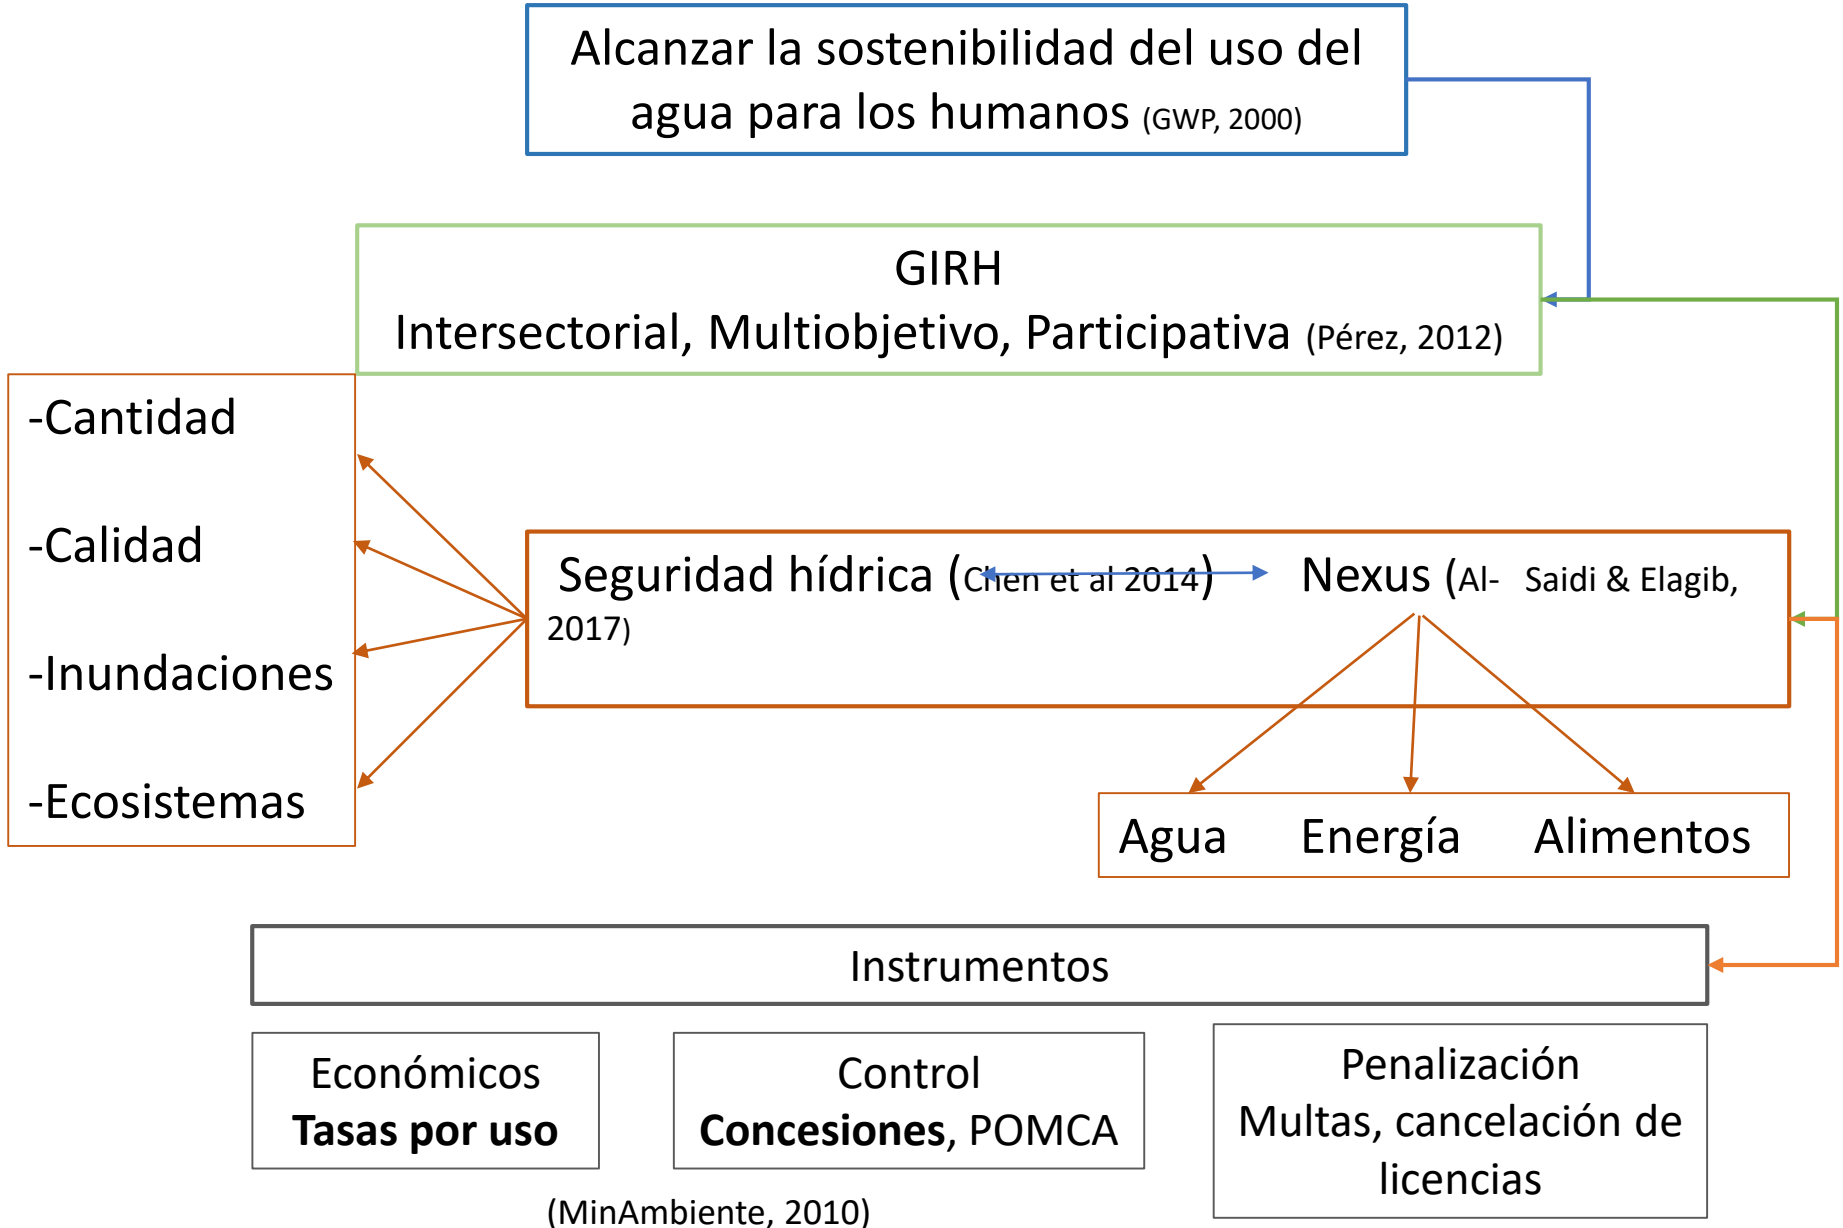 Alcanzar la sostenibilidad del uso del
agua para los humanos (GWP, 2000)
GIRH
Intersectorial, Multiobjetivo, Participativa (Pérez, 2012)
-Cantidad
-Calidad
-Inundaciones
-Ecosistemas
Seguridad hídrica (Chen et al 2014) Nexus (Al- Saidi & Elagib,
2017)
Agua Energía Alimentos
Instrumentos
Económicos
Tasas por uso
Control
Concesiones, POMCA
Penalización
Multas, cancelación de
licencias
(MinAmbiente, 2010)